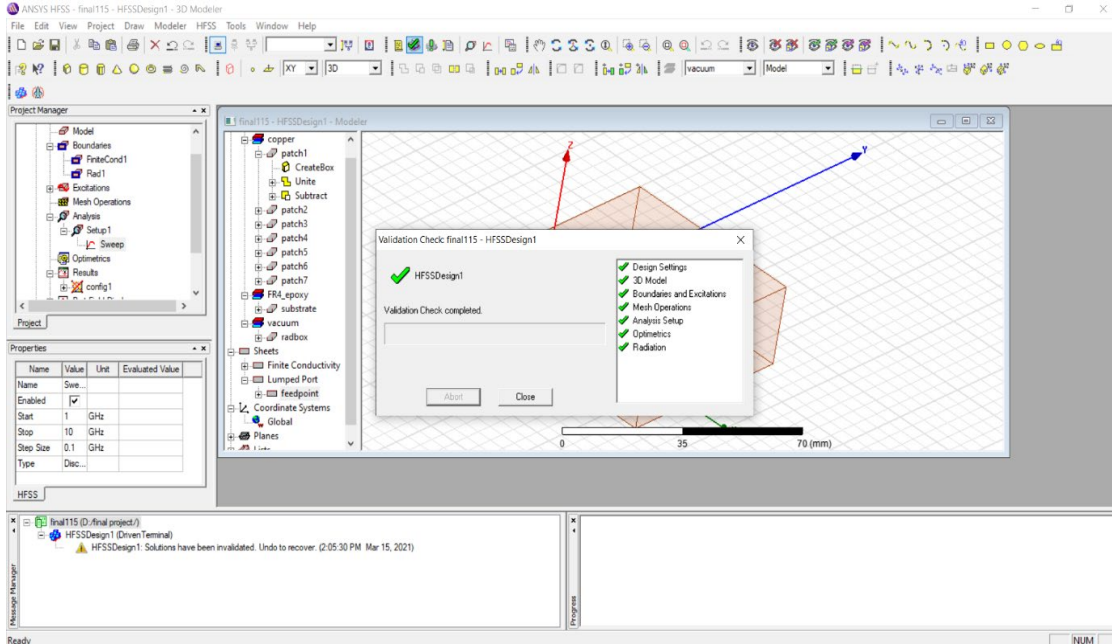 ANSYS HFSS - final115 - HFSSDesign1 - 3D Modeler
File Edit View Project Draw Modeler HFSS Tools Window Help
XY 3D vacuum Model
Project Manager
Model
Boundaries
FiniteCond1
Rad1
Excitations
Mesh Operations
Analysis
Setup1
Sweep
Optimetrics
Results
config1
Project
Properties
Name Value Unit Evaluated Value
Name Swe...
Enabled
Start 1 GHz
Stop 10 GHz
Step Size 0.1 GHz
Type Disc...
HFSS
final115 - HFSSDesign1 - Modeler
copper
patch1
CreateBox
Unite
Subtract
patch2
patch3
patch4
patch5
patch6
patch7
FR4_epoxy
substrate
vacuum
radbox
Sheets
Finite Conductivity
Lumped Port
feedpoint
Coordinate Systems
Global
Planes
Lists
Z
Y
0 35 70 (mm)
Validation Check: final115 - HFSSDesign1
HFSSDesign1
Validation Check completed.
Abort Close
Design Settings
3D Model
Boundaries and Excitations
Mesh Operations
Analysis Setup
Optimetrics
Radiation
final115 (D:/final project/)
HFSSDesign1 (DrivenTerminal)
HFSSDesign1: Solutions have been invalidated. Undo to recover. (2:05:30 PM Mar 15, 2021)
Message Manager
Progress
Ready
NUM